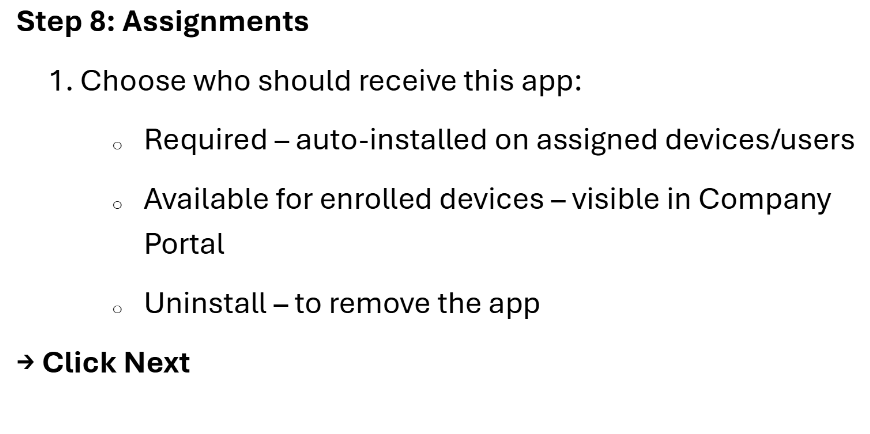 Step 8: Assignments
1. Choose who should receive this app:
○ Required – auto-installed on assigned devices/users
○ Available for enrolled devices – visible in Company
Portal
○ Uninstall – to remove the app
→ Click Next